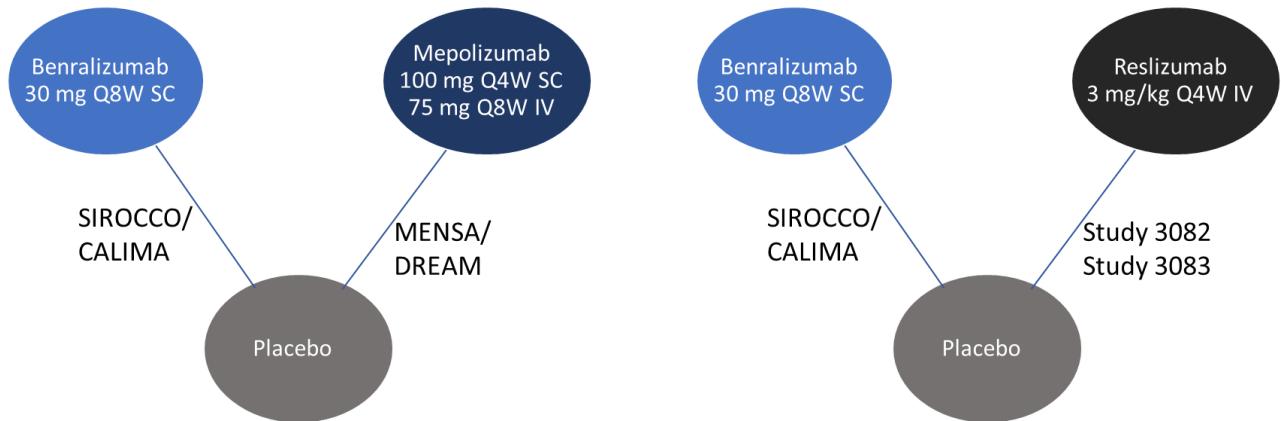 Benralizumab
30 mg Q8W SC
Mepolizumab
100 mg Q4W SC
75 mg Q8W IV
SIROCCO/
CALIMA
MENSA/
DREAM
Placebo
Benralizumab
30 mg Q8W SC
Reslizumab
3 mg/kg Q4W IV
SIROCCO/
CALIMA
Study 3082
Study 3083
Placebo